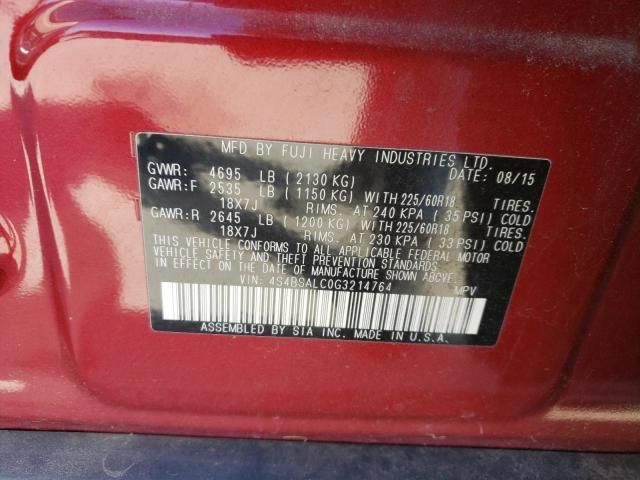 MFD BY FUJI HEAVY INDUSTRIES LTD.
GVWR: 4695 LB (2130 KG) DATE: 08/15
GAWR:F 2535 LB (1150 KG) WITH 225/60R18 TIRES.
18X7J RIMS. AT 240 KPA (35 PSI) COLD
GAWR:R 2645 LB (1200 KG) WITH 225/60R18 TIRES.
18X7J RIMS. AT 230 KPA (33 PSI) COLD
THIS VEHICLE CONFORMS TO ALL APPLICABLE FEDERAL MOTOR
VEHICLE SAFETY AND THEFT PREVENTION STANDARDS
IN EFFECT ON THE DATE OF MANUFACTURE SHOWN ABOVE.
VIN: 4S4BSALC0G3214764 MPV
ASSEMBLED BY SIA INC. MADE IN U.S.A.